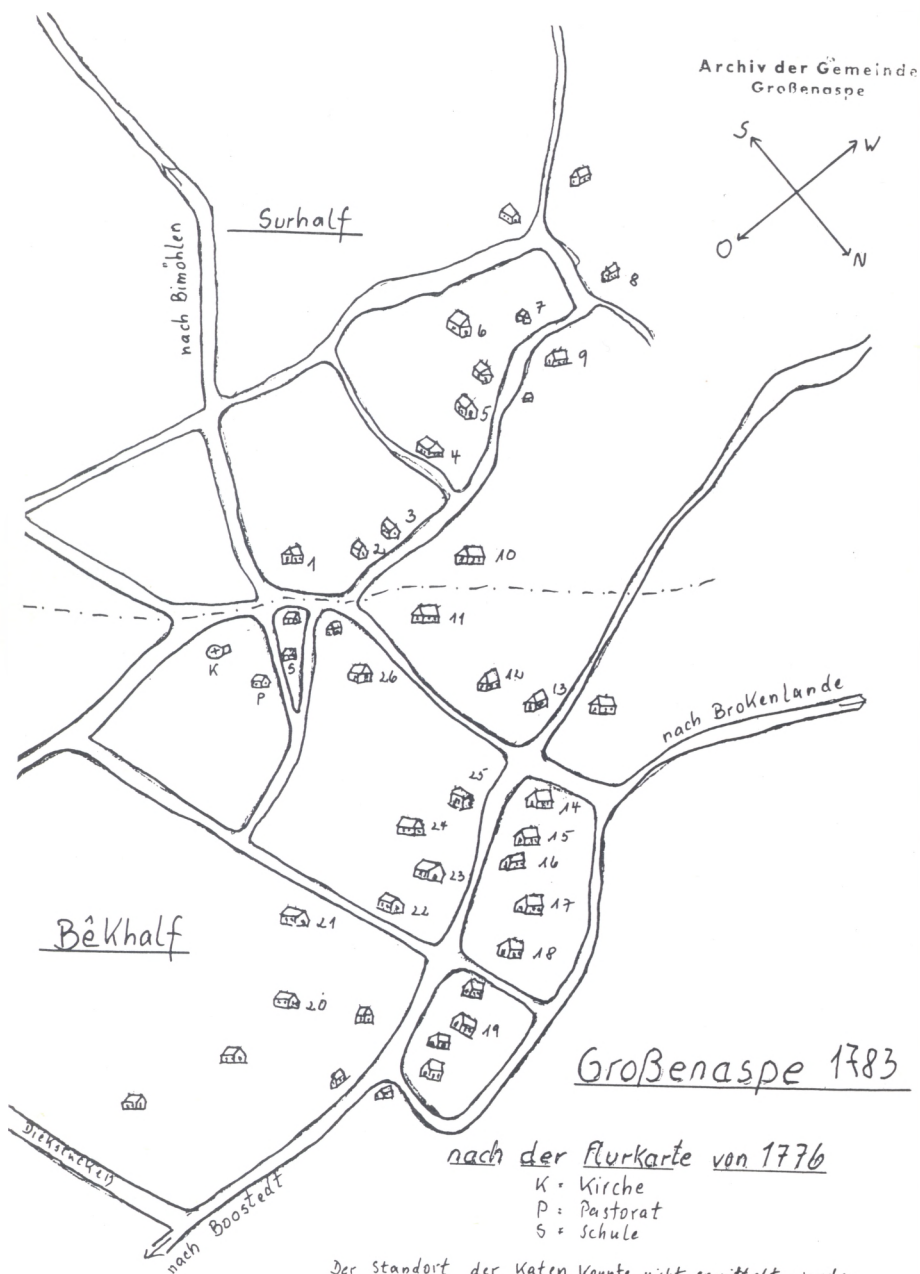 Archiv der Gemeinde
Großenaspe
S
W
O
N
Surhalf
nach Bimöhlen
8
7
6
9
5
4
3
2
1
10
11
K
P
S
26
12
13
nach Brokenlande
25
14
24
15
16
23
17
22
21
18
Bêkhalf
20
19
Großenaspe 1783
nach der Flurkarte von 1776
K = Kirche
P = Pastorat
S = Schule
nach Boostedt
Der Standort der Katen konnte nicht